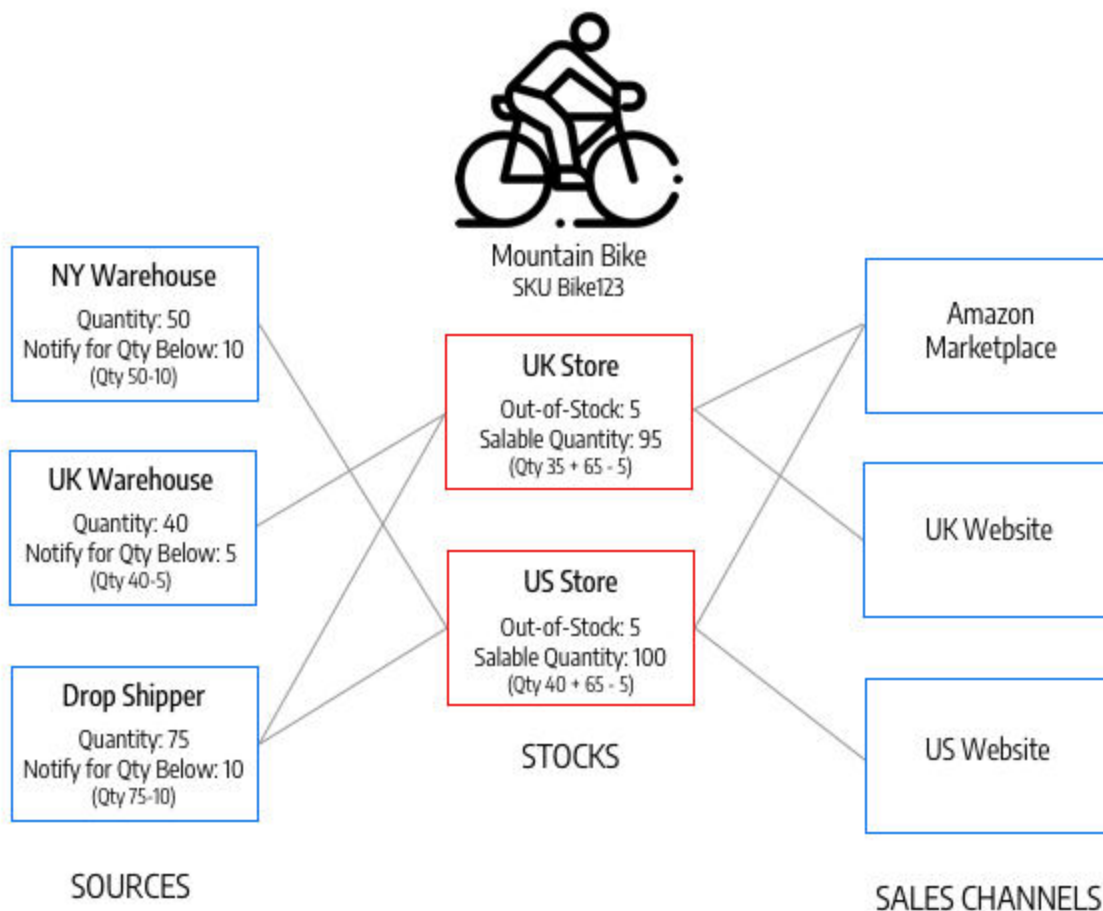 Mountain Bike
SKU Bike123
NY Warehouse
Quantity: 50
Notify for Qty Below: 10
(Qty 50-10)
UK Warehouse
Quantity: 40
Notify for Qty Below: 5
(Qty 40-5)
Drop Shipper
Quantity: 75
Notify for Qty Below: 10
(Qty 75-10)
SOURCES
UK Store
Out-of-Stock: 5
Salable Quantity: 95
(Qty 35 + 65 - 5)
US Store
Out-of-Stock: 5
Salable Quantity: 100
(Qty 40 + 65 - 5)
STOCKS
Amazon
Marketplace
UK Website
US Website
SALES CHANNELS